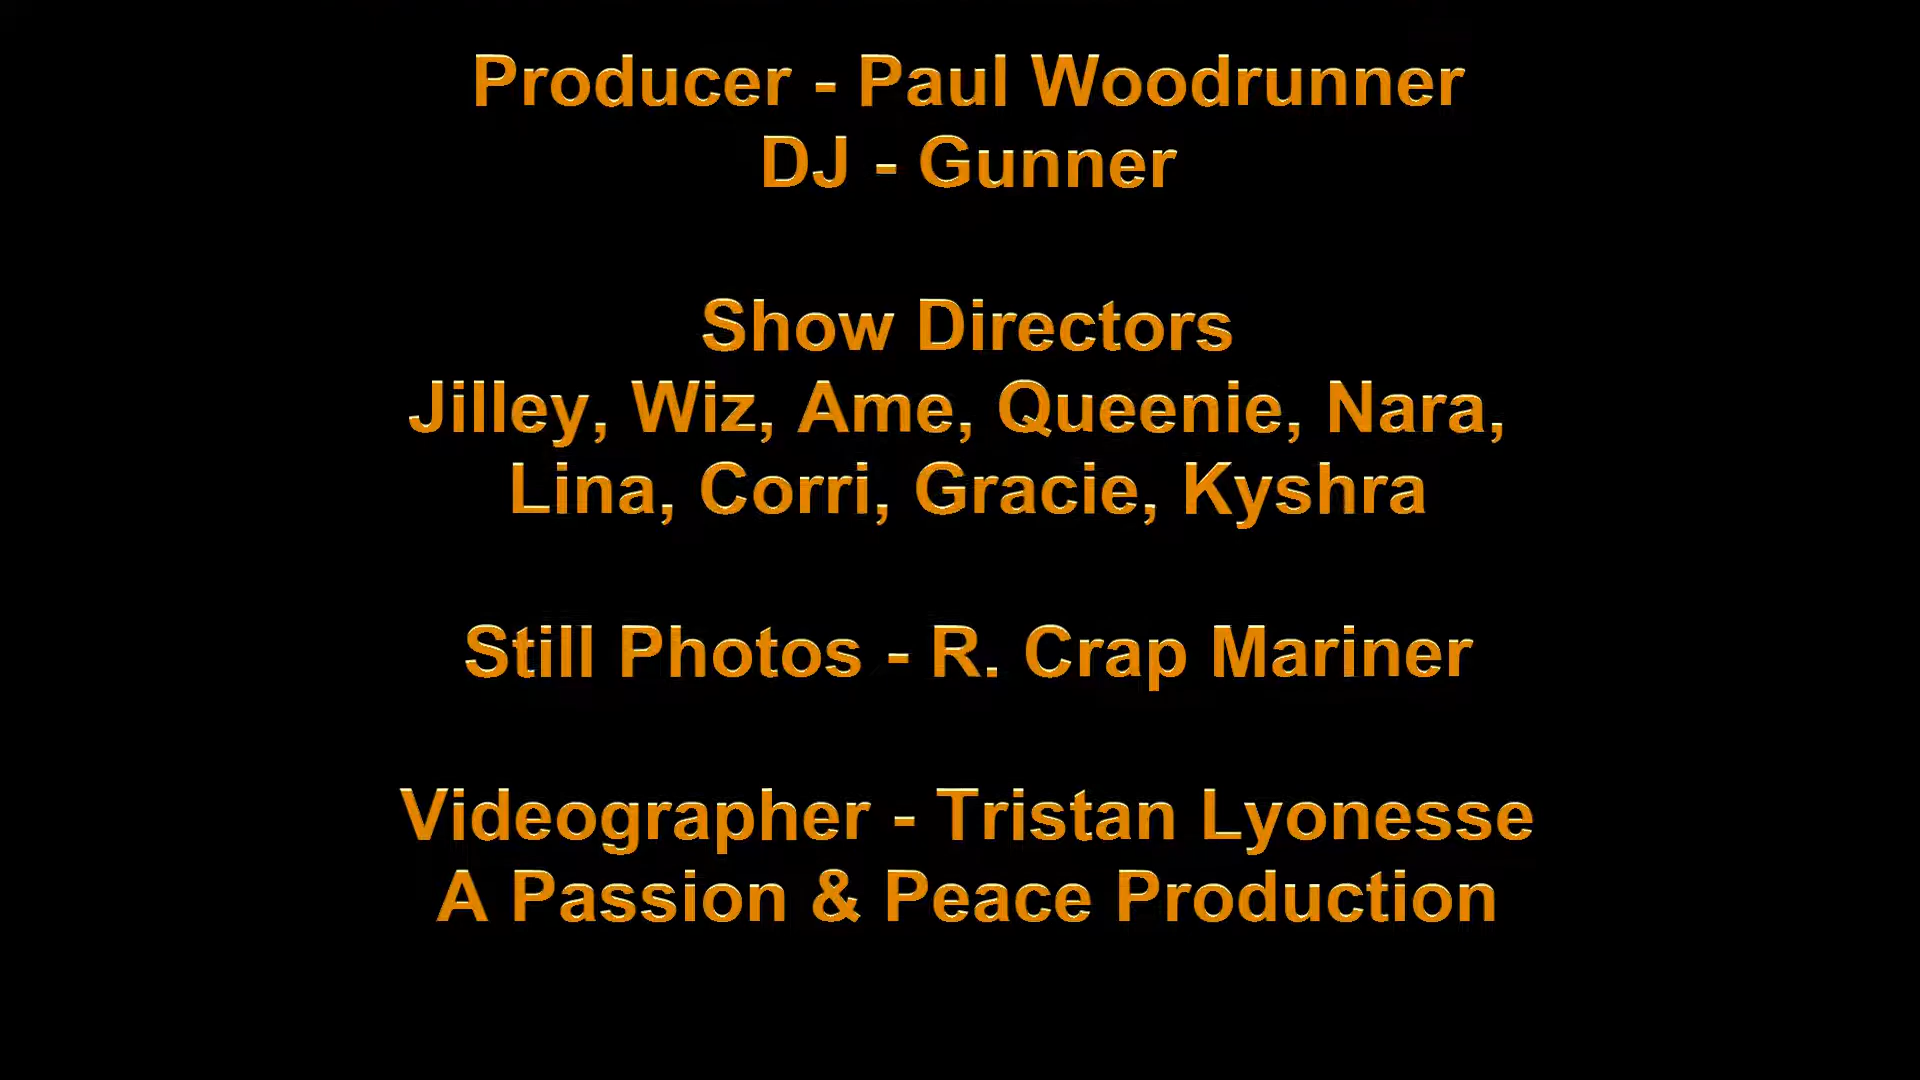 Producer - Paul Woodrunner
DJ - Gunner
Show Directors
Jilley, Wiz, Ame, Queenie, Nara,
Lina, Corri, Gracie, Kyshra
Still Photos - R. Crap Mariner
Videographer - Tristan Lyonesse
A Passion & Peace Production